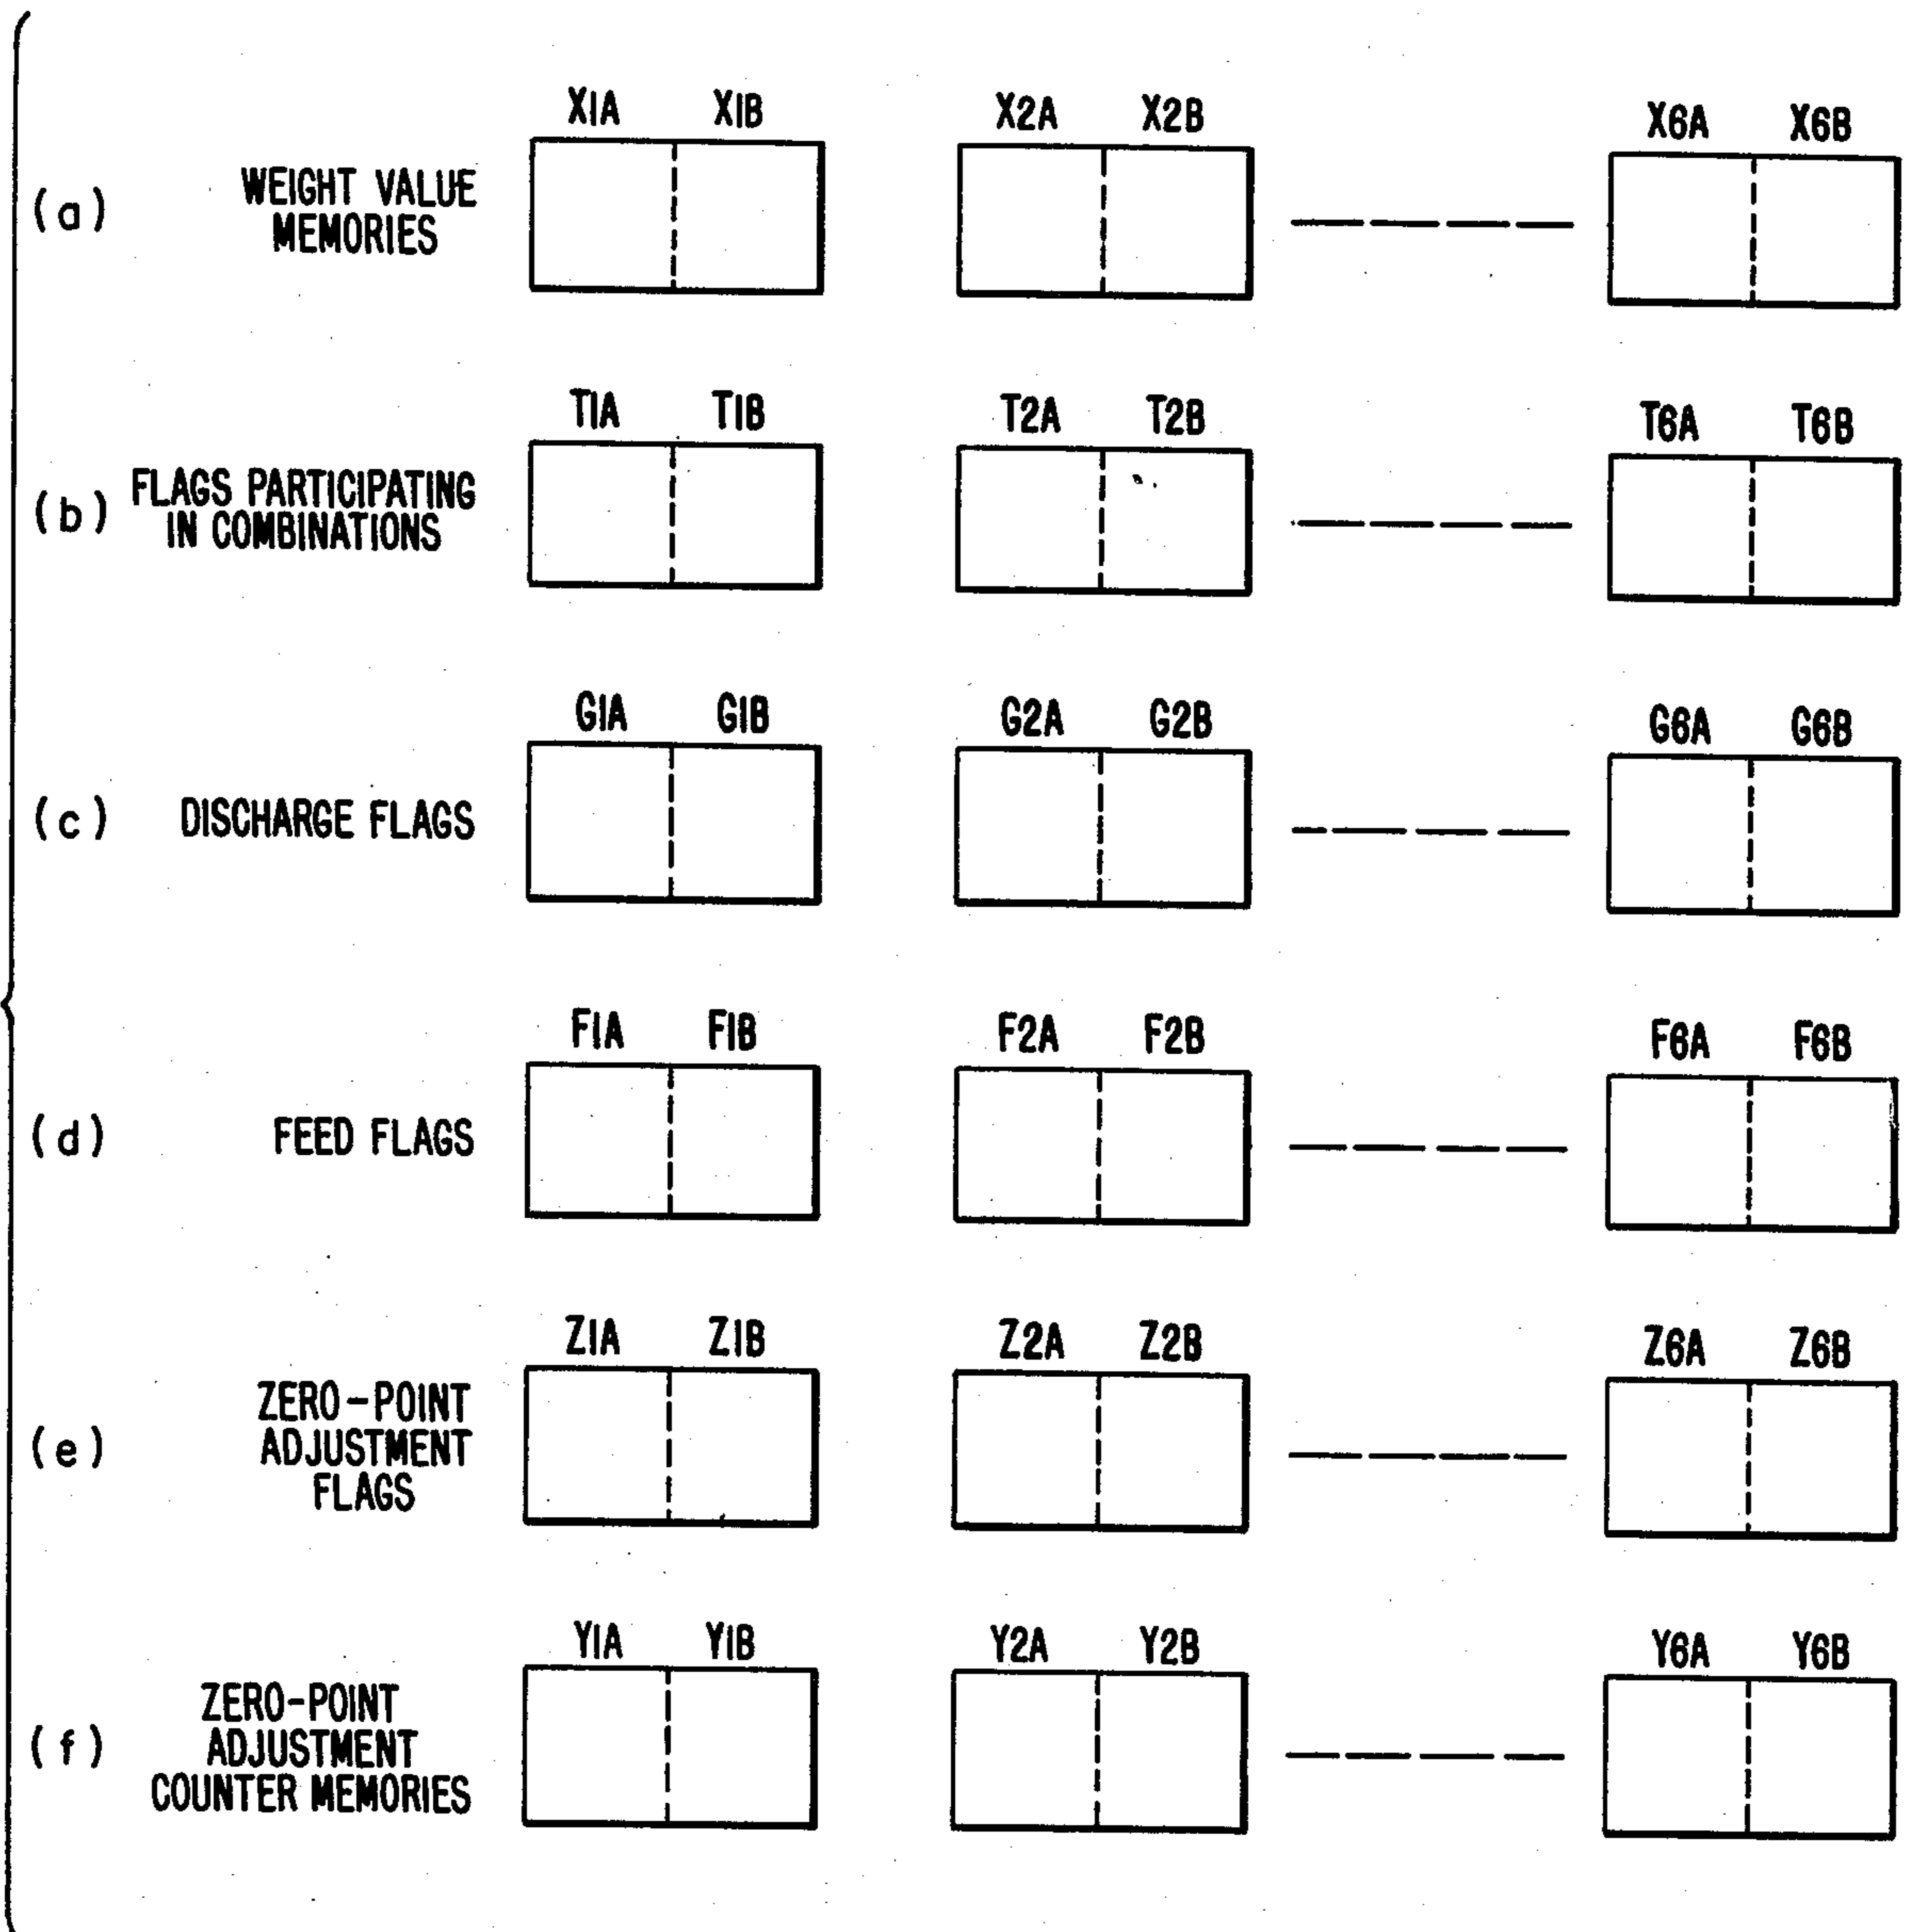 X1A X1B X2A X2B X6A X6B
(a) WEIGHT VALUE
MEMORIES
T1A T1B T2A T2B T6A T6B
(b) FLAGS PARTICIPATING
IN COMBINATIONS
G1A G1B G2A G2B G6A G6B
(c) DISCHARGE FLAGS
F1A F1B F2A F2B F6A F6B
(d) FEED FLAGS
Z1A Z1B Z2A Z2B Z6A Z6B
ZERO-POINT
(e) ADJUSTMENT
FLAGS
Y1A Y1B Y2A Y2B Y6A Y6B
ZERO-POINT
(f) ADJUSTMENT
COUNTER MEMORIES